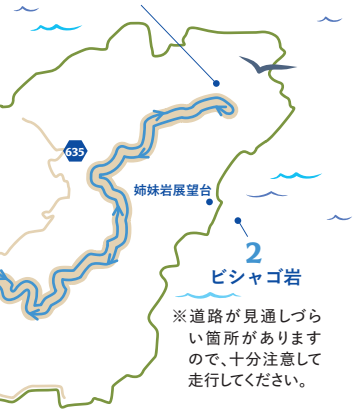 635
姉妹岩展望台
2
ビシャゴ岩
※道路が見通しづら
い箇所があります
ので、十分注意して
走行してください。